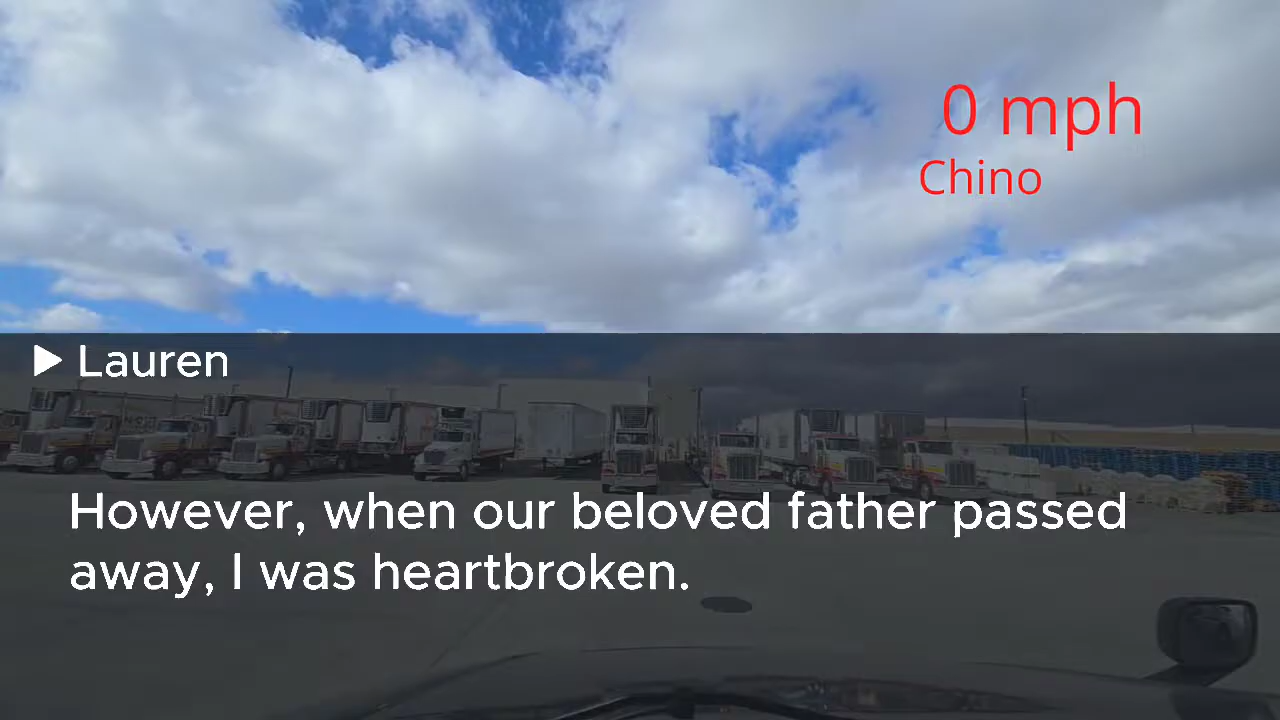 0 mph
Chino
Lauren
However, when our beloved father passed
away, I was heartbroken.